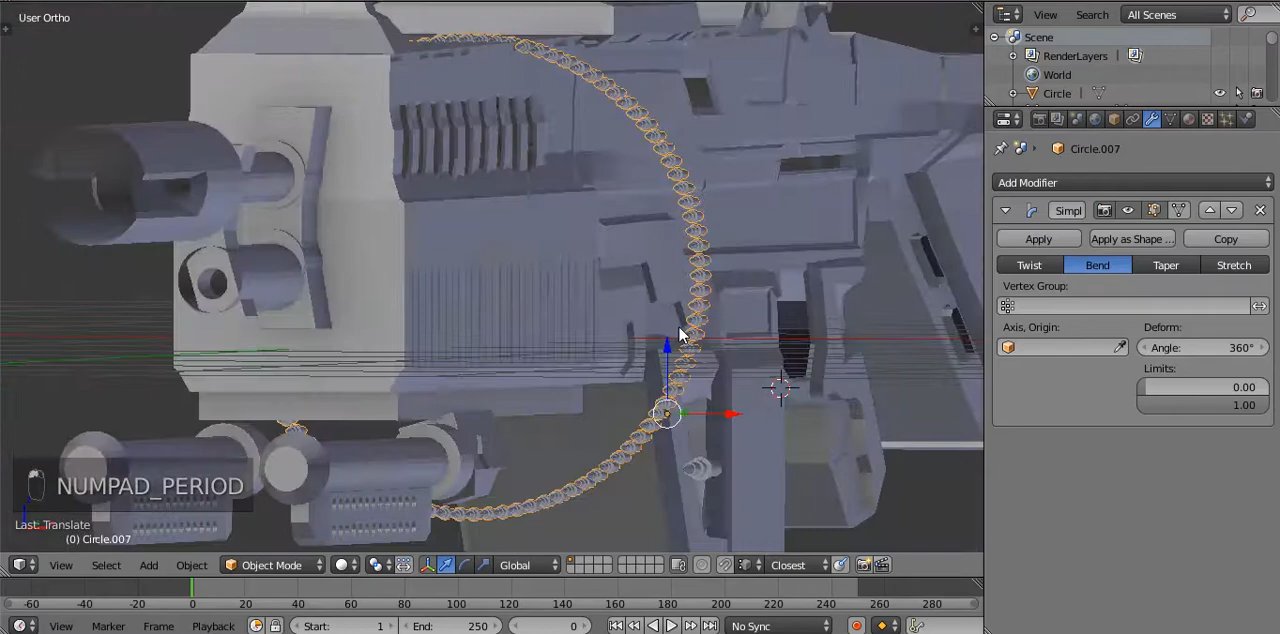 User Ortho
View Search All Scenes
Scene
RenderLayers
World
Circle
Circle.007
Add Modifier
Simpl
Apply Apply as Shape ... Copy
Twist Bend Taper Stretch
Vertex Group:
Axis, Origin: Deform:
Angle: 360°
Limits:
0.00
1.00
NUMPAD_PERIOD
Last: Translate
(0) Circle.007
View Select Add Object Object Mode Global Closest
-60 -40 -20 0 20 40 60 80 100 120 140 160 180 200 220 240 260 280
View Marker Frame Playback Start: 1 End: 250 0 No Sync